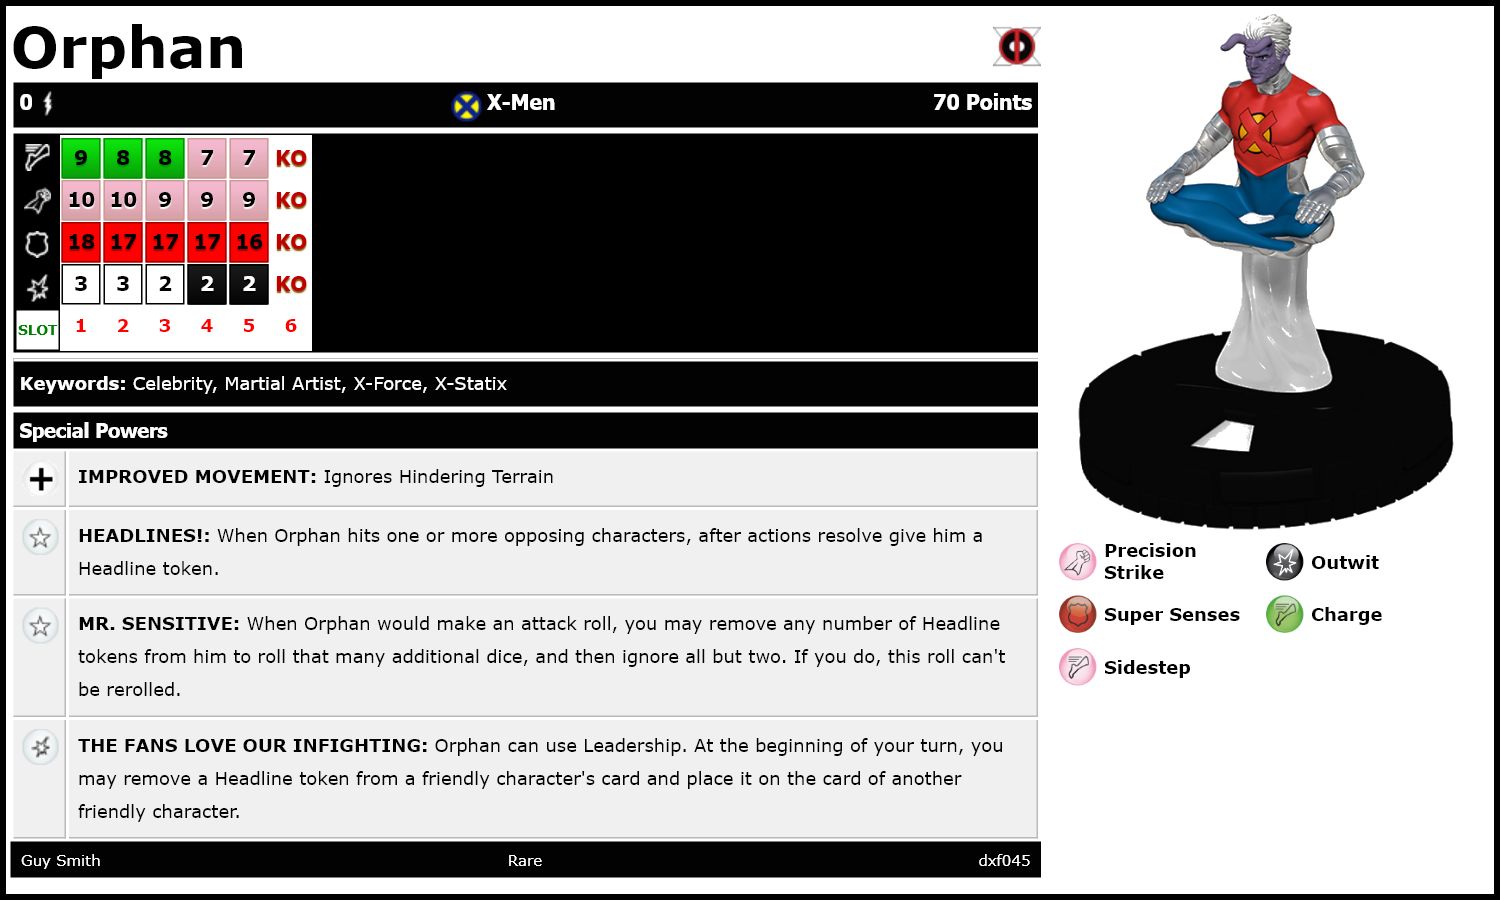 Orphan
0 X-Men 70 Points
9 8 8 7 7 KO
10 10 9 9 9 KO
18 17 17 17 16 KO
3 3 2 2 2 KO
SLOT 1 2 3 4 5 6
Keywords: Celebrity, Martial Artist, X-Force, X-Statix
Special Powers
IMPROVED MOVEMENT: Ignores Hindering Terrain
HEADLINES!: When Orphan hits one or more opposing characters, after actions resolve give him a
Headline token.
MR. SENSITIVE: When Orphan would make an attack roll, you may remove any number of Headline
tokens from him to roll that many additional dice, and then ignore all but two. If you do, this roll can't
be rerolled.
THE FANS LOVE OUR INFIGHTING: Orphan can use Leadership. At the beginning of your turn, you
may remove a Headline token from a friendly character's card and place it on the card of another
friendly character.
Guy Smith Rare dxf045
Precision
Strike
Outwit
Super Senses
Charge
Sidestep